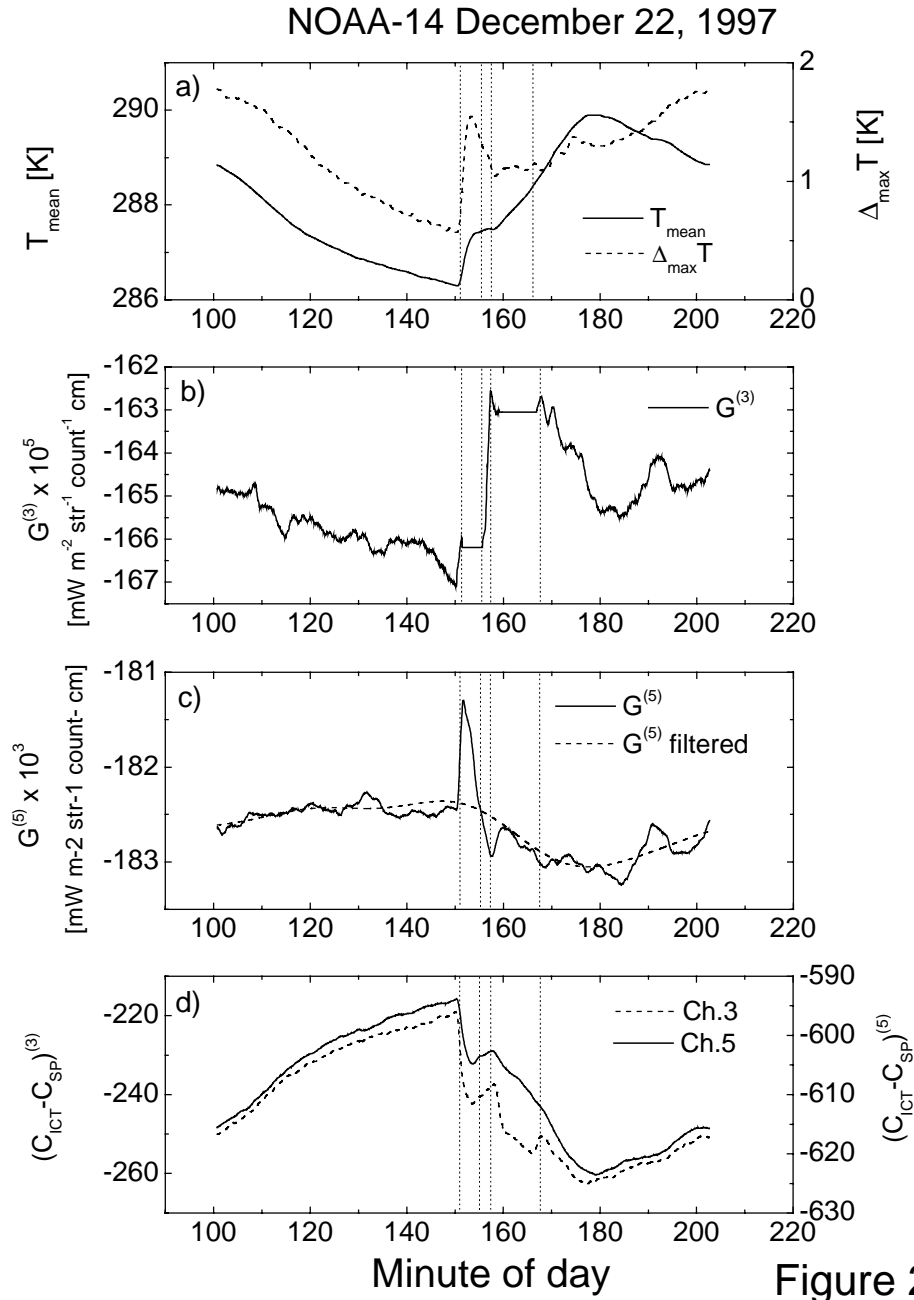 NOAA-14 December 22, 1997
a)
2
290
1
288
286
0
T_mean [K]
Δ_max T [K]
T_mean
Δ_max T
100 120 140 160 180 200 220
b)
-162
-163
-164
-165
-166
-167
G^(3) x 10^5
[mW m^-2 str^-1 count^-1 cm]
G^(3)
100 120 140 160 180 200 220
c)
-181
-182
-183
G^(5) x 10^3
[mW m-2 str-1 count- cm]
G^(5)
G^(5) filtered
100 120 140 160 180 200 220
d)
-220
-240
-260
-590
-600
-610
-620
-630
(C_ICT-C_SP)^(3)
(C_ICT-C_SP)^(5)
Ch.3
Ch.5
100 120 140 160 180 200 220
Minute of day
Figure 2